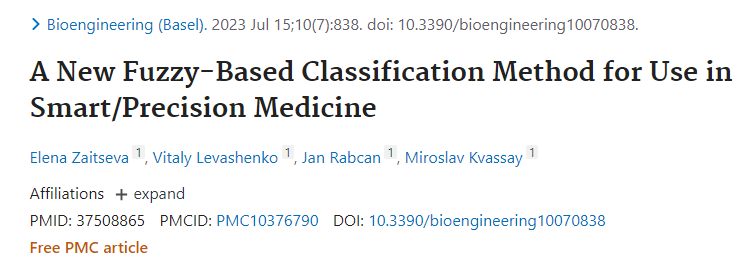 Bioengineering (Basel). 2023 Jul 15;10(7):838. doi: 10.3390/bioengineering10070838.
A New Fuzzy-Based Classification Method for Use in
Smart/Precision Medicine
Elena Zaitseva 1, Vitaly Levashenko 1, Jan Rabcan 1, Miroslav Kvassay 1
Affiliations + expand
PMID: 37508865 PMCID: PMC10376790 DOI: 10.3390/bioengineering10070838
Free PMC article